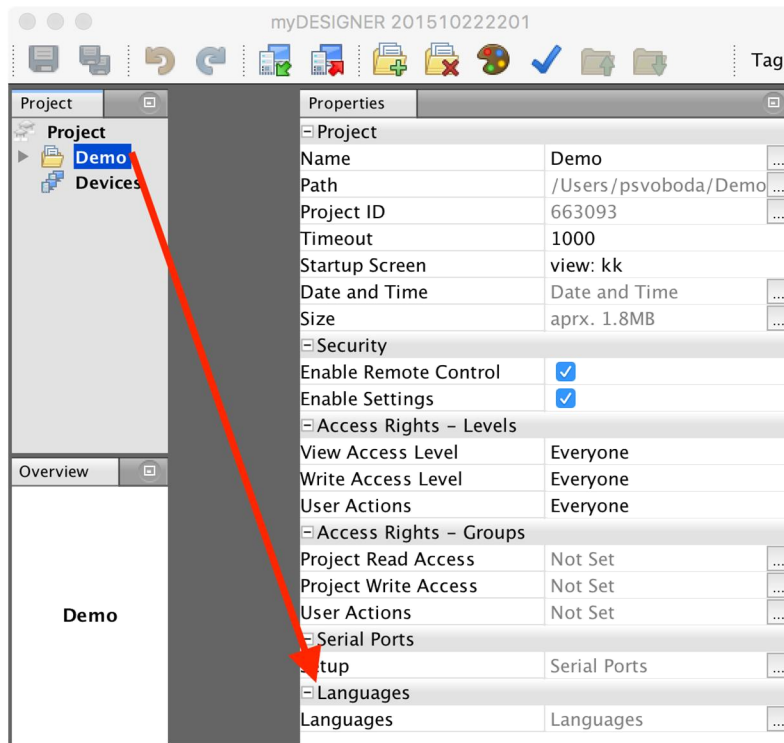 myDESIGNER 201510222201
Tag
Project
Project
Demo
Devices
Overview
Demo
Properties
Project
Name Demo
Path /Users/psvoboda/Demo ...
Project ID 663093 ...
Timeout 1000
Startup Screen view: kk
Date and Time Date and Time ...
Size aprx. 1.8MB ...
Security
Enable Remote Control
Enable Settings
Access Rights – Levels
View Access Level Everyone
Write Access Level Everyone
User Actions Everyone
Access Rights – Groups
Project Read Access Not Set ...
Project Write Access Not Set ...
User Actions Not Set ...
Serial Ports
Setup Serial Ports ...
Languages
Languages Languages ...